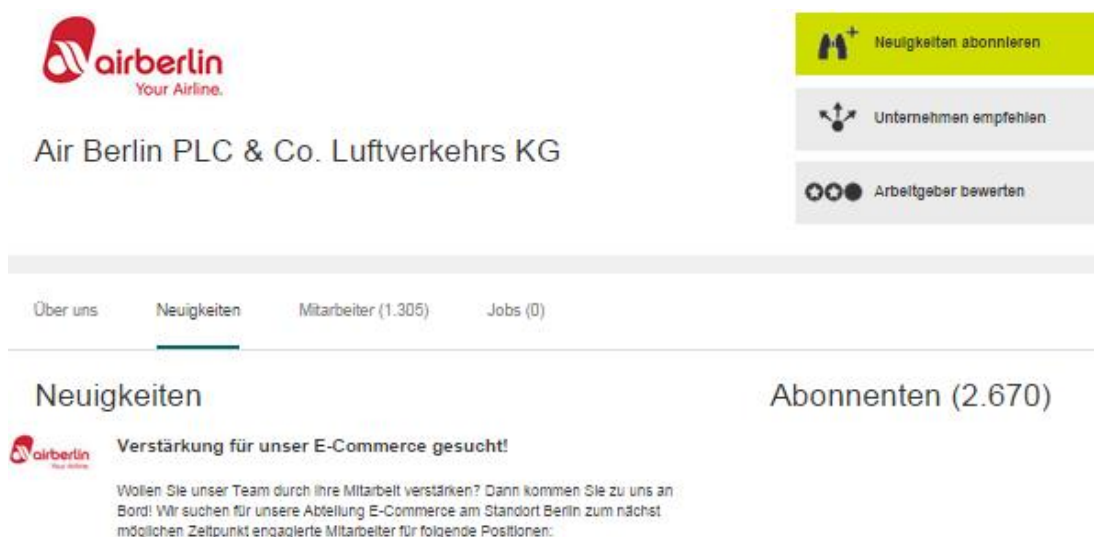 airberlin
Your Airline.
Air Berlin PLC & Co. Luftverkehrs KG
Neuigkeiten abonnieren
Unternehmen empfehlen
Arbeitgeber bewerten
Über uns Neuigkeiten Mitarbeiter (1.305) Jobs (0)
Neuigkeiten
Abonnenten (2.670)
airberlin
Your Airline.
Verstärkung für unser E-Commerce gesucht!
Wollen Sie unser Team durch Ihre Mitarbeit verstärken? Dann kommen Sie zu uns an
Bord! Wir suchen für unsere Abteilung E-Commerce am Standort Berlin zum nächst
möglichen Zeitpunkt engagierte Mitarbeiter für folgende Positionen: